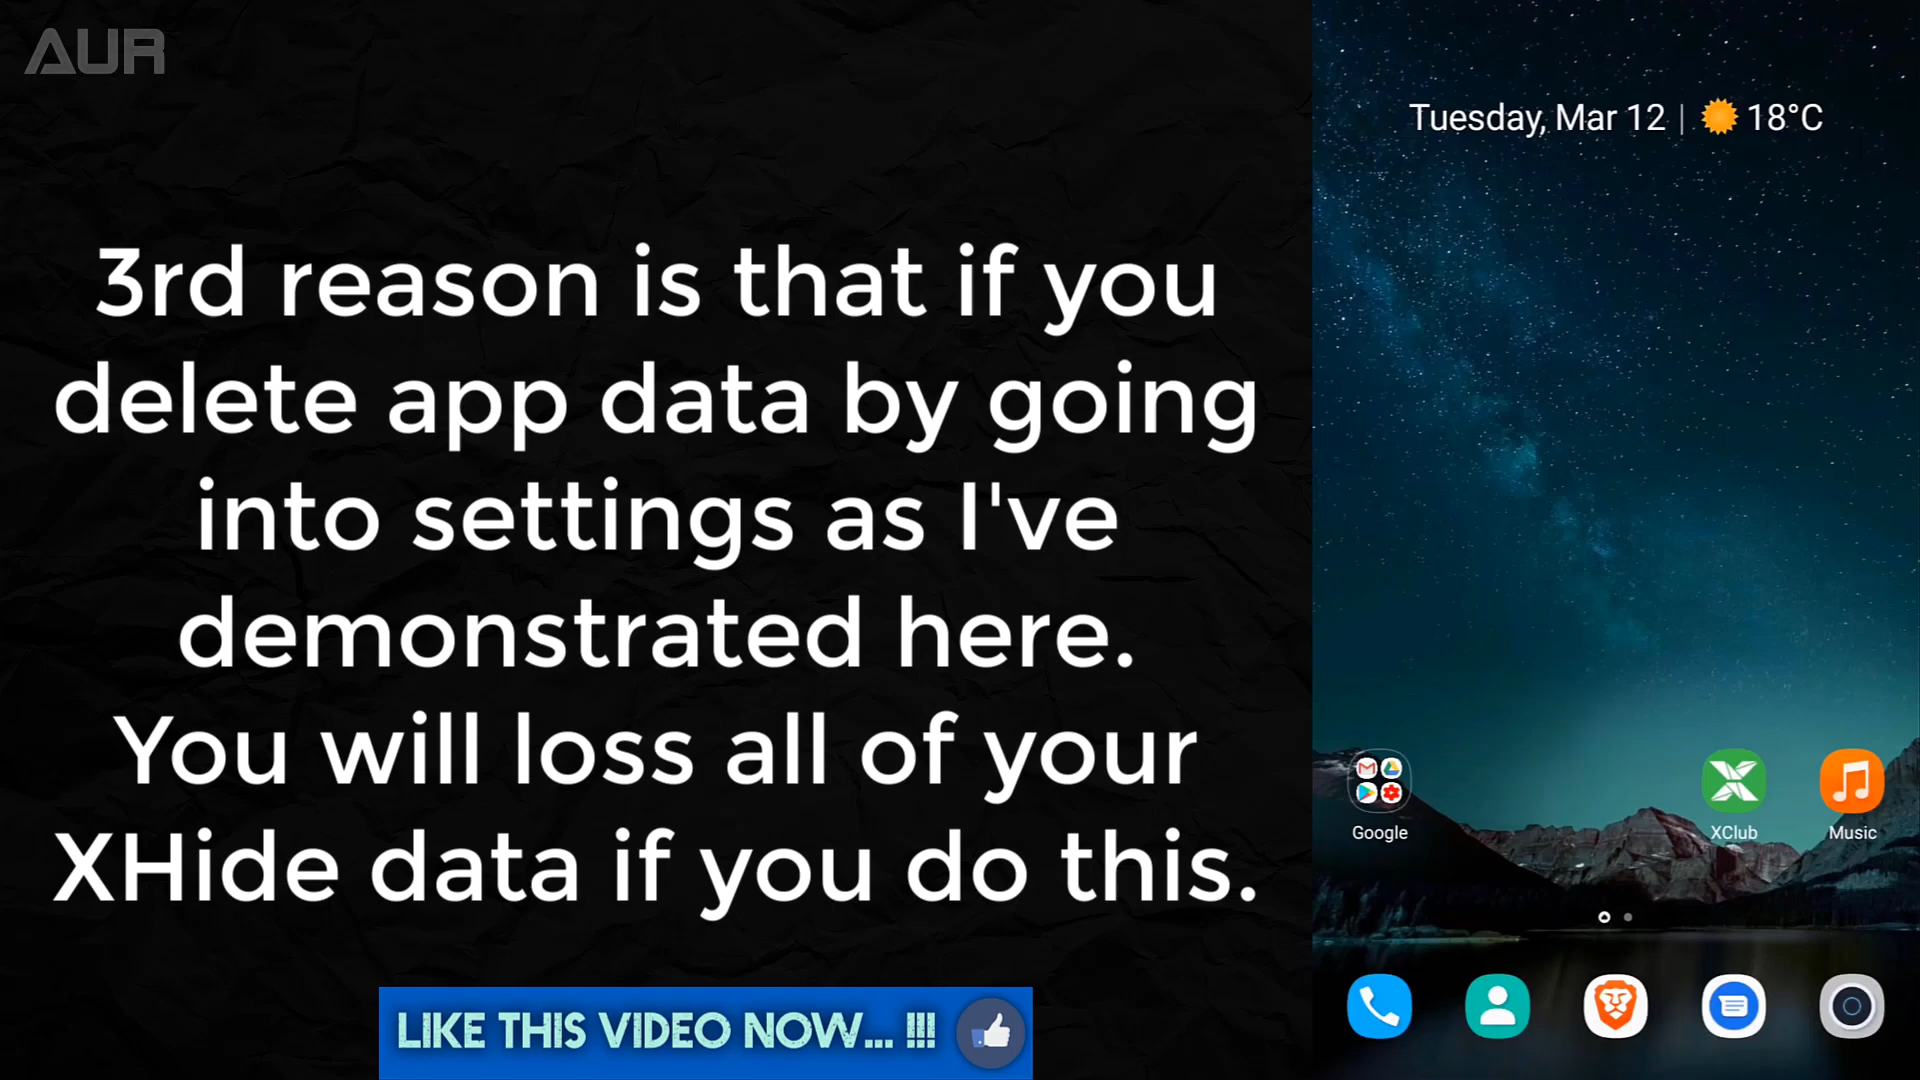 AUR
3rd reason is that if you
delete app data by going
into settings as I've
demonstrated here.
You will loss all of your
XHide data if you do this.
LIKE THIS VIDEO NOW... !!!
Tuesday, Mar 12 | 18°C
Google
XClub
Music